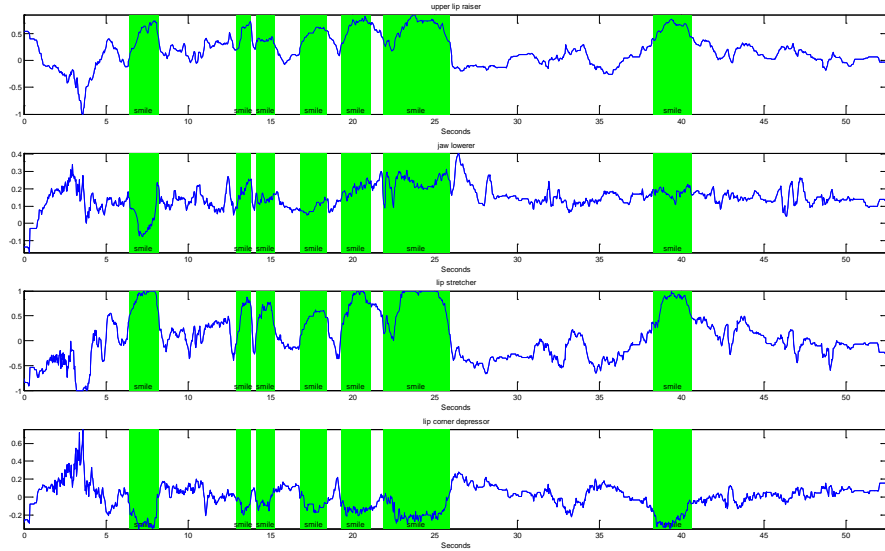 upper lip raiser
0.5
0
-0.5
-1
smile smile smile smile smile smile smile
0 5 10 15 20 25 30 35 40 45 50
Seconds
jaw lowerer
0.4
0.3
0.2
0.1
0
-0.1
smile smile smile smile smile smile smile
0 5 10 15 20 25 30 35 40 45 50
Seconds
lip stretcher
1
0.5
0
-0.5
-1
smile smile smile smile smile smile smile
0 5 10 15 20 25 30 35 40 45 50
Seconds
lip corner depressor
0.6
0.4
0.2
0
-0.2
smile smile smile smile smile smile smile
0 5 10 15 20 25 30 35 40 45 50
Seconds